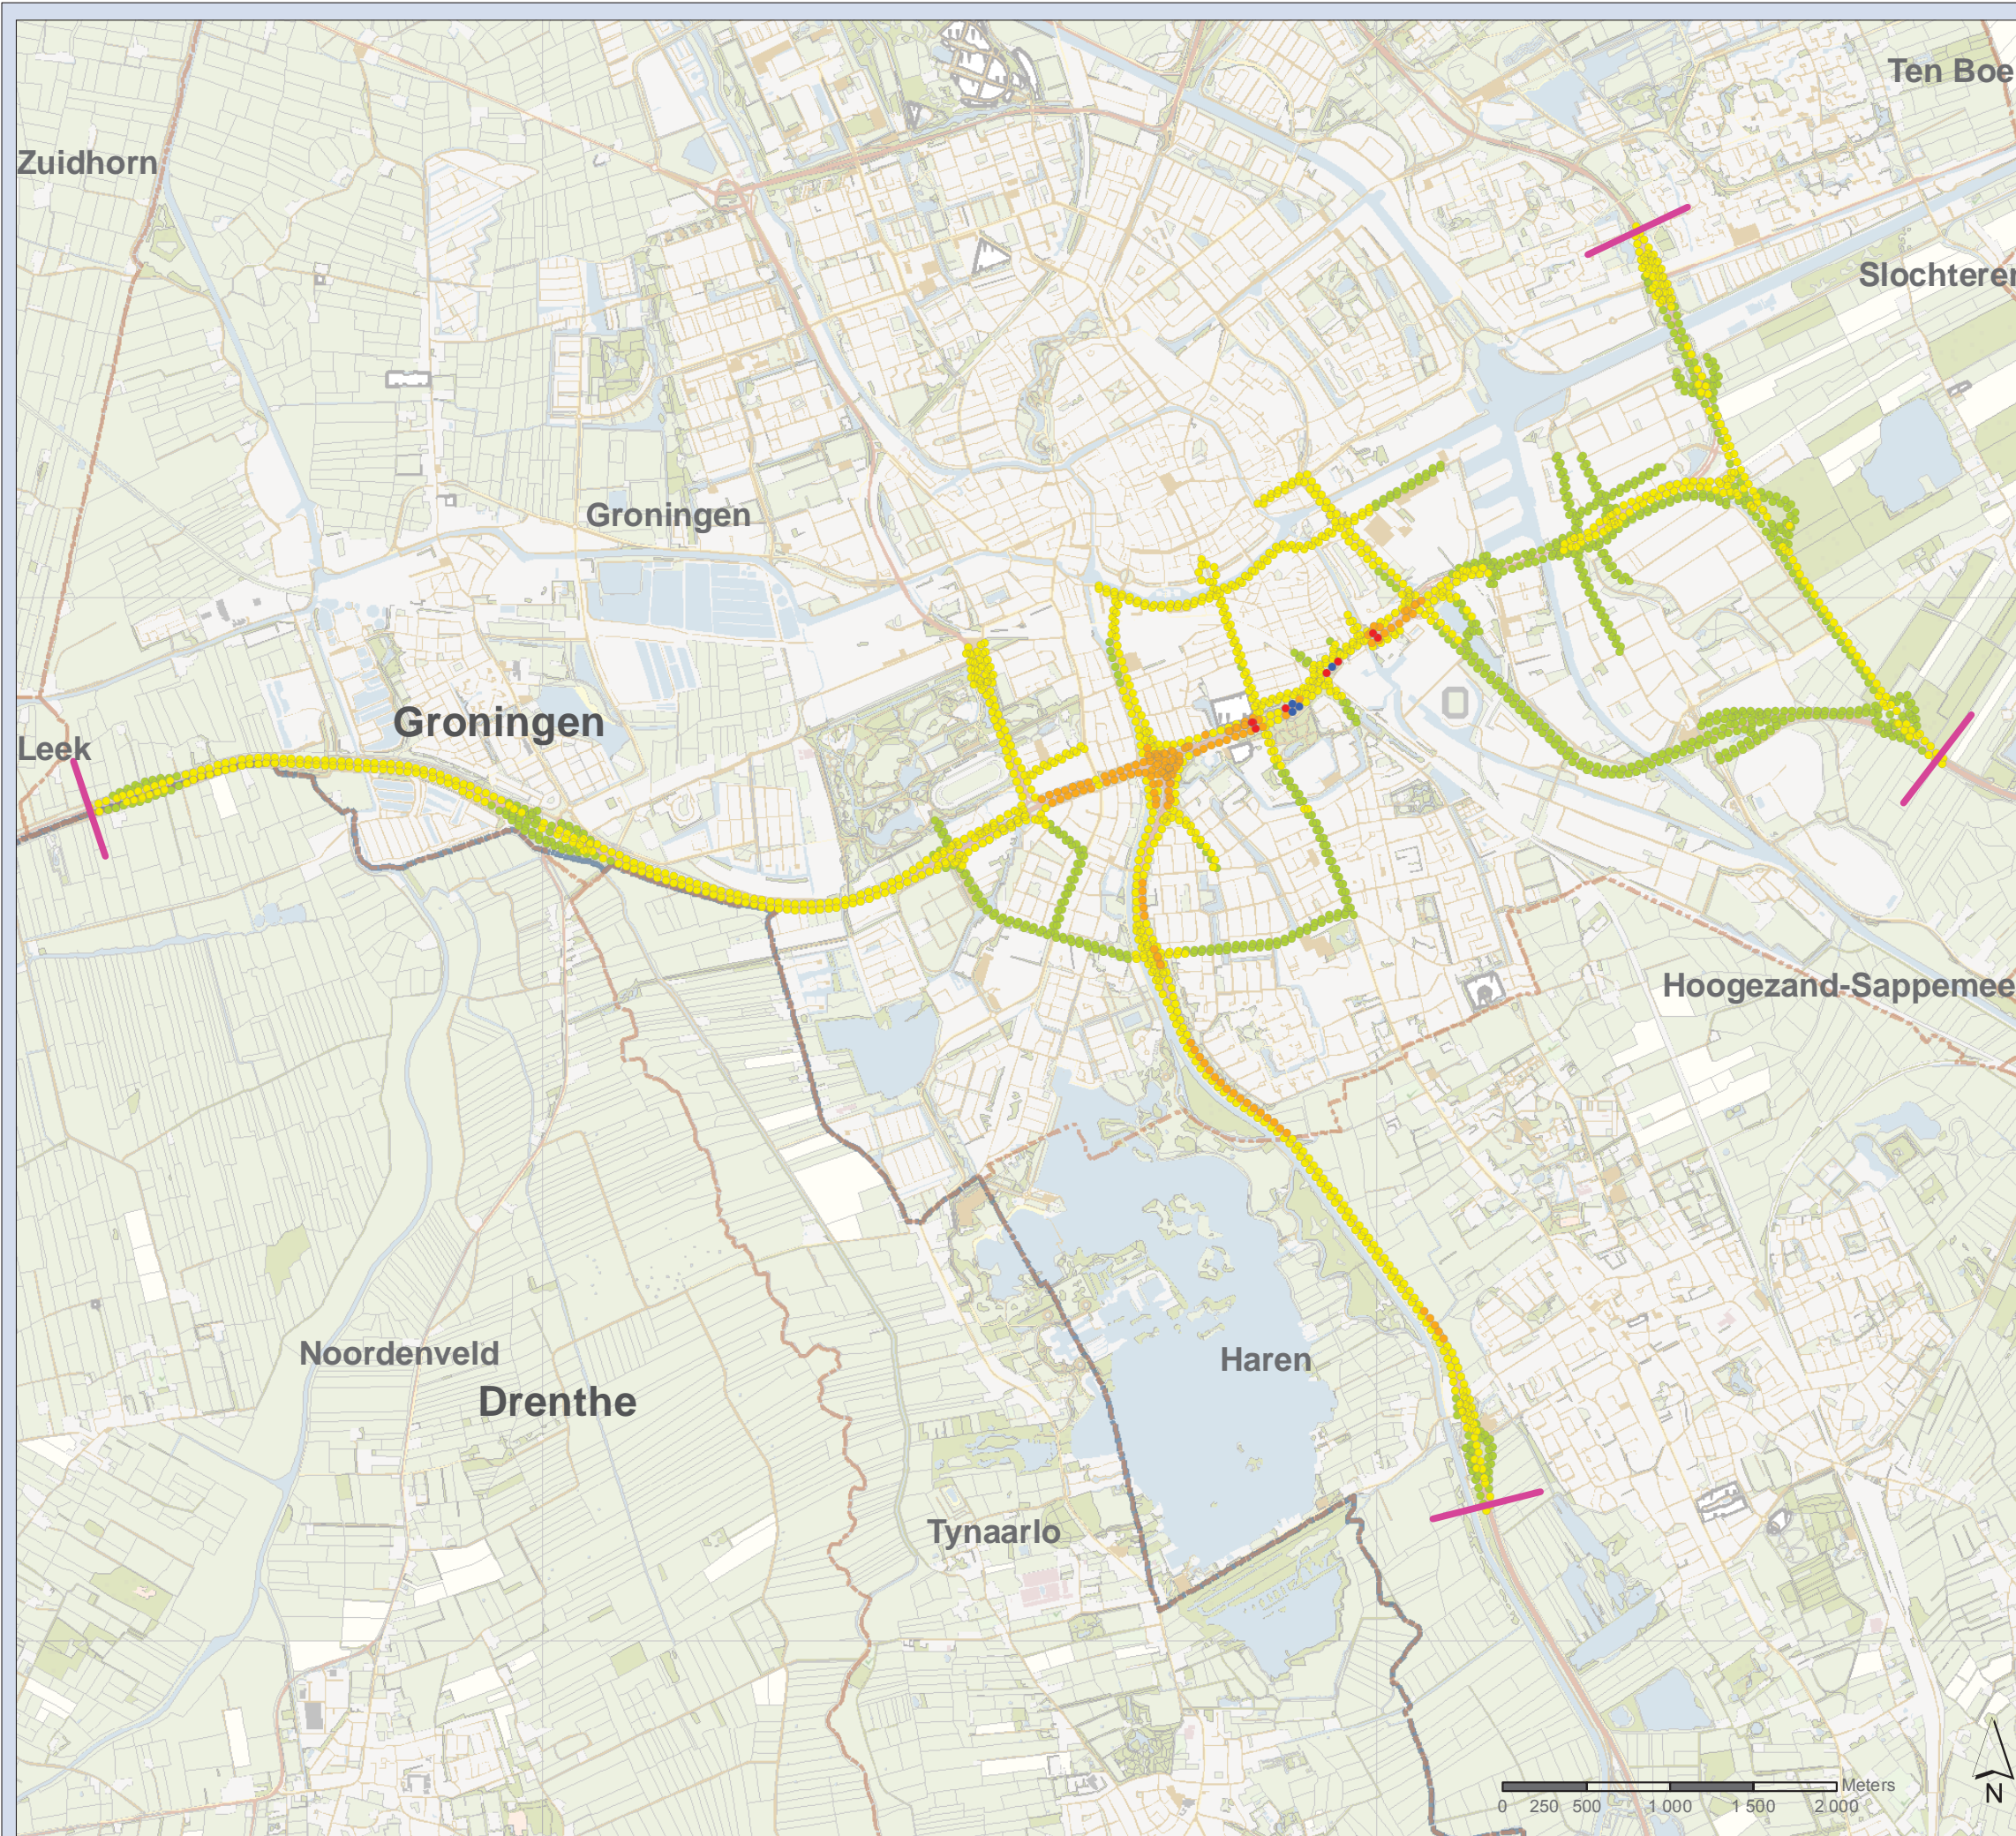 Ten Boe
Zuidhorn
Slochteren
Groningen
Groningen
Leek
Hoogezand-Sappemee
Noordenveld
Haren
Drenthe
Tynaarlo
Meters
0 250 500 1 000 1 500 2 000
N